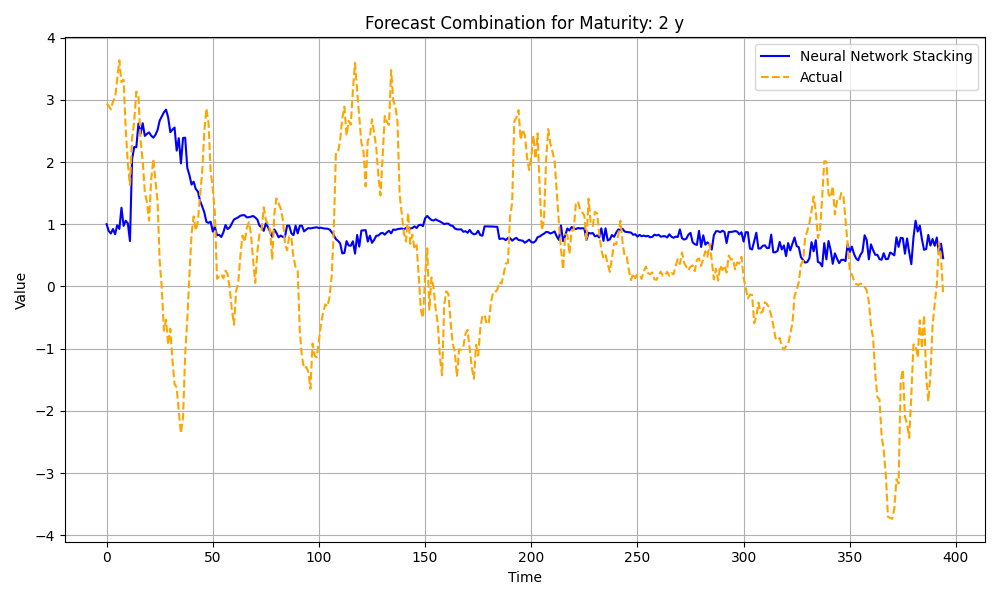 Forecast Combination for Maturity: 2 y
Neural Network Stacking
Actual
Value
4
3
2
1
0
−1
−2
−3
−4
0 50 100 150 200 250 300 350 400
Time